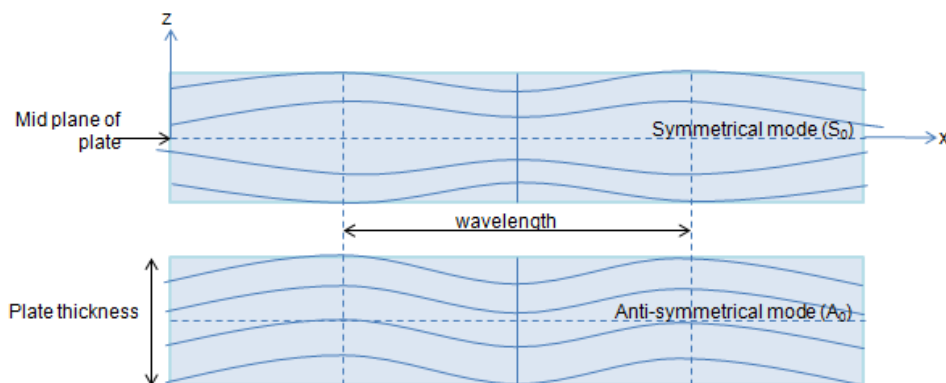 z
Mid plane of
plate
Symmetrical mode (S₀)
x
wavelength
Plate thickness
Anti-symmetrical mode (A₀)